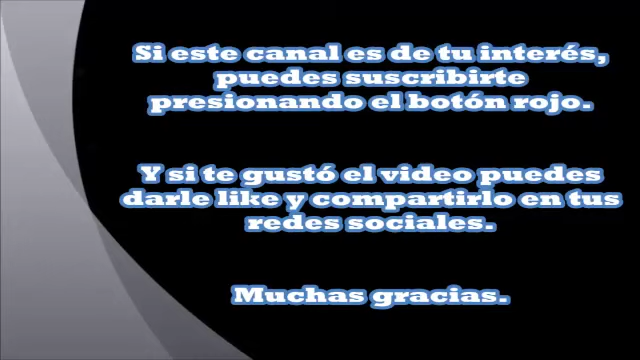 Si este canal es de tu interés,
puedes suscribirte
presionando el botón rojo.
Y si te gustó el video puedes
darle like y compartirlo en tus
redes sociales.
Muchas gracias.